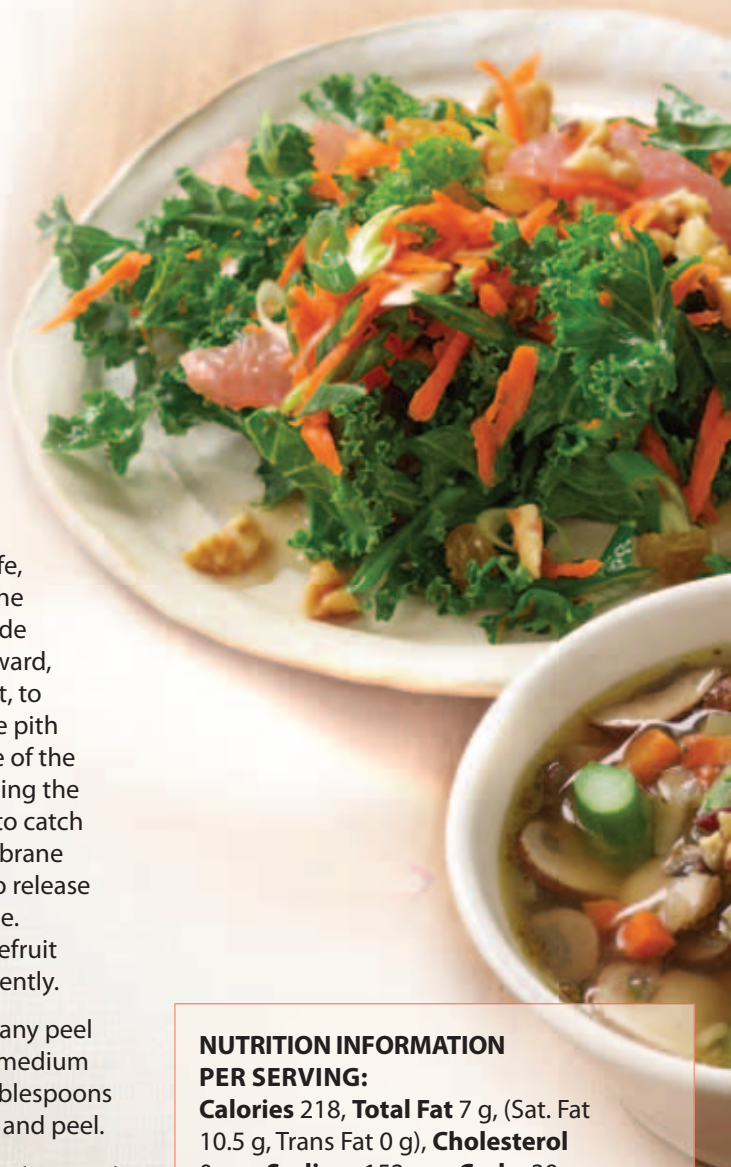 fe,
ne
de
ward,
t, to
e pith
e of the
ing the
to catch
brane
o release
e.
efruit
ently.
any peel
medium
blespoons
and peel.
NUTRITION INFORMATION
PER SERVING:
Calories 218, Total Fat 7 g, (Sat. Fat
10.5 g, Trans Fat 0 g), Cholesterol